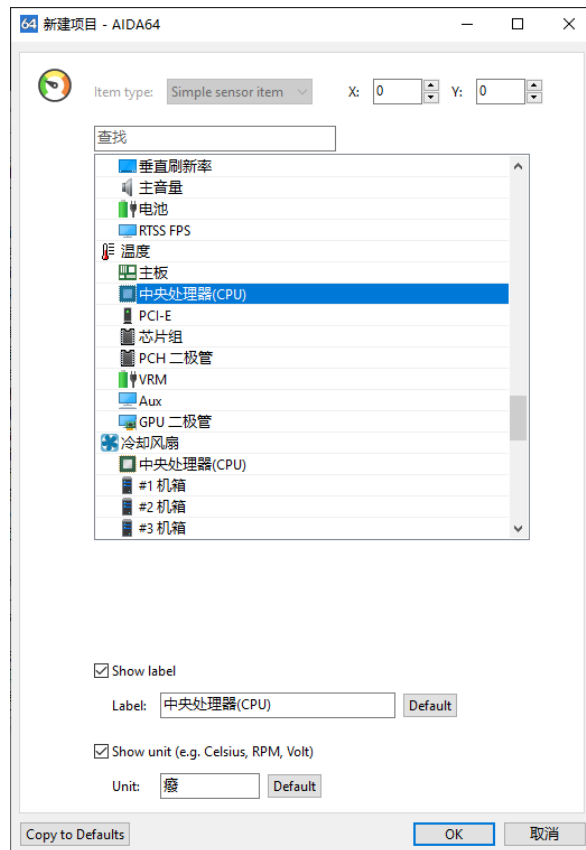 64 新建项目 - AIDA64
Item type: Simple sensor item X: 0 Y: 0
查找
垂直刷新率
主音量
电池
RTSS FPS
温度
主板
中央处理器(CPU)
PCI-E
芯片组
PCH 二极管
VRM
Aux
GPU 二极管
冷却风扇
中央处理器(CPU)
#1 机箱
#2 机箱
#3 机箱
Show label
Label: 中央处理器(CPU) Default
Show unit (e.g. Celsius, RPM, Volt)
Unit: 癈 Default
Copy to Defaults OK 取消